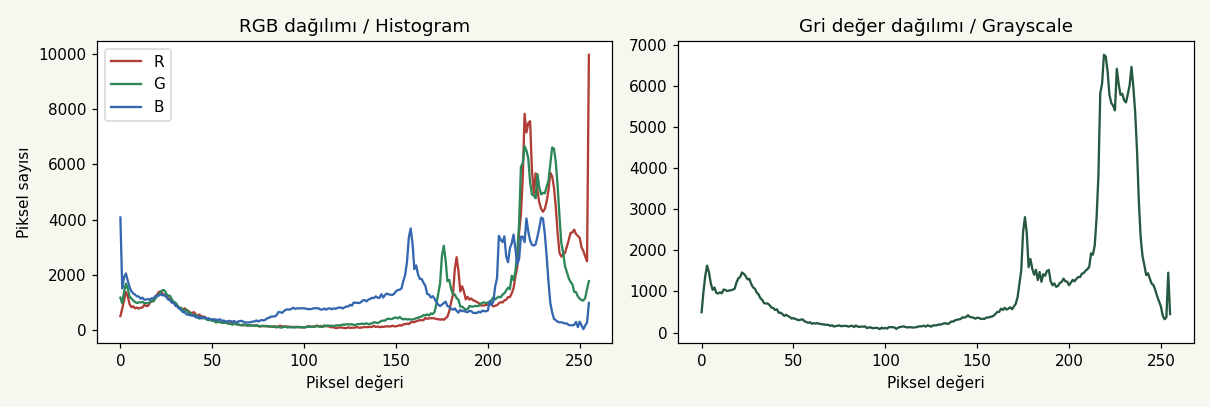 RGB dağılımı / Histogram
10000
8000
6000
4000
2000
0
Piksel sayısı
R
G
B
0 50 100 150 200 250
Piksel değeri
Gri değer dağılımı / Grayscale
7000
6000
5000
4000
3000
2000
1000
0
0 50 100 150 200 250
Piksel değeri